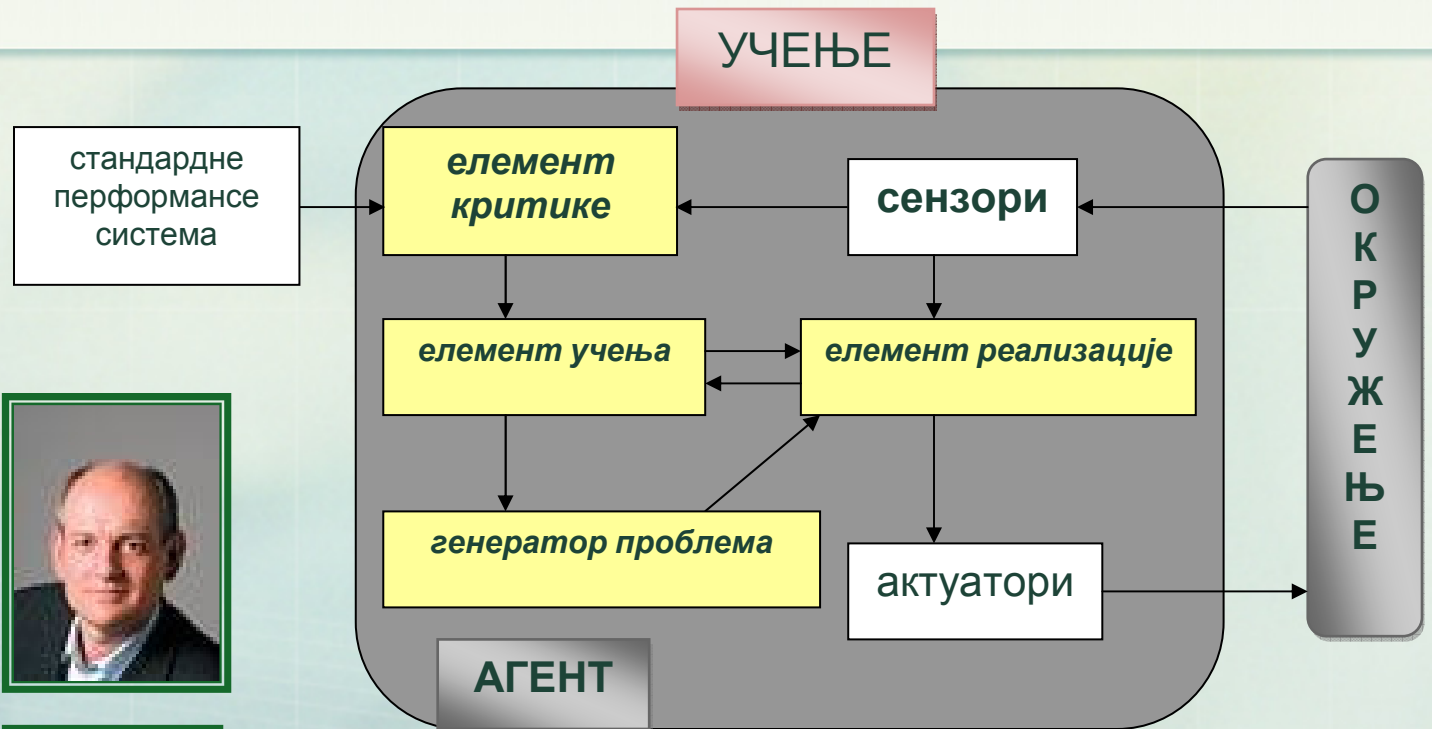 УЧЕЊЕ
стандардне
перформансе
система
елемент
критике
сензори
елемент учења
елемент реализације
генератор проблема
актуатори
АГЕНТ
О
К
Р
У
Ж
Е
Њ
Е